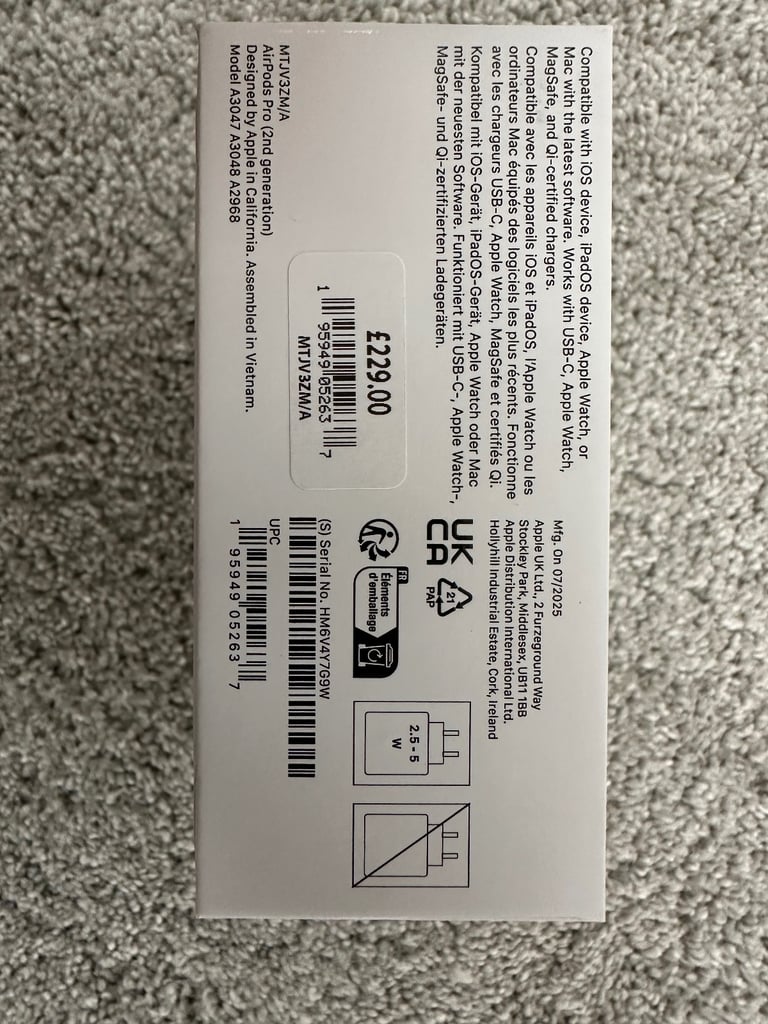 Compatible with iOS device, iPadOS device, Apple Watch, or
Mac with the latest software. Works with USB-C, Apple Watch,
MagSafe, and Qi-certified chargers.
Compatible avec les appareils iOS et iPadOS, l'Apple Watch ou les
ordinateurs Mac équipés des logiciels les plus récents. Fonctionne
avec les chargeurs USB-C, Apple Watch, MagSafe et certifiés Qi.
Kompatibel mit iOS-Gerät, iPadOS-Gerät, Apple Watch oder Mac
mit der neuesten Software. Funktioniert mit USB-C-, Apple Watch-,
MagSafe- und Qi-zertifizierten Ladegeräten.
£229.00
1 95949 05263 7
MTJV3ZM/A
MTJV3ZM/A
AirPods Pro (2nd generation)
Designed by Apple in California. Assembled in Vietnam.
Model A3047 A3048 A2968
Mfg. On 07/2025
Apple UK Ltd., 2 Furzeground Way
Stockley Park, Middlesex, UB11 1BB
Apple Distribution International Ltd.
Hollyhill Industrial Estate, Cork, Ireland
UK
CA
21
PAP
FR
Éléments
d'emballage
2.5 - 5
W
(S) Serial No. HM6V4Y7G9W
UPC
1 95949 05263 7